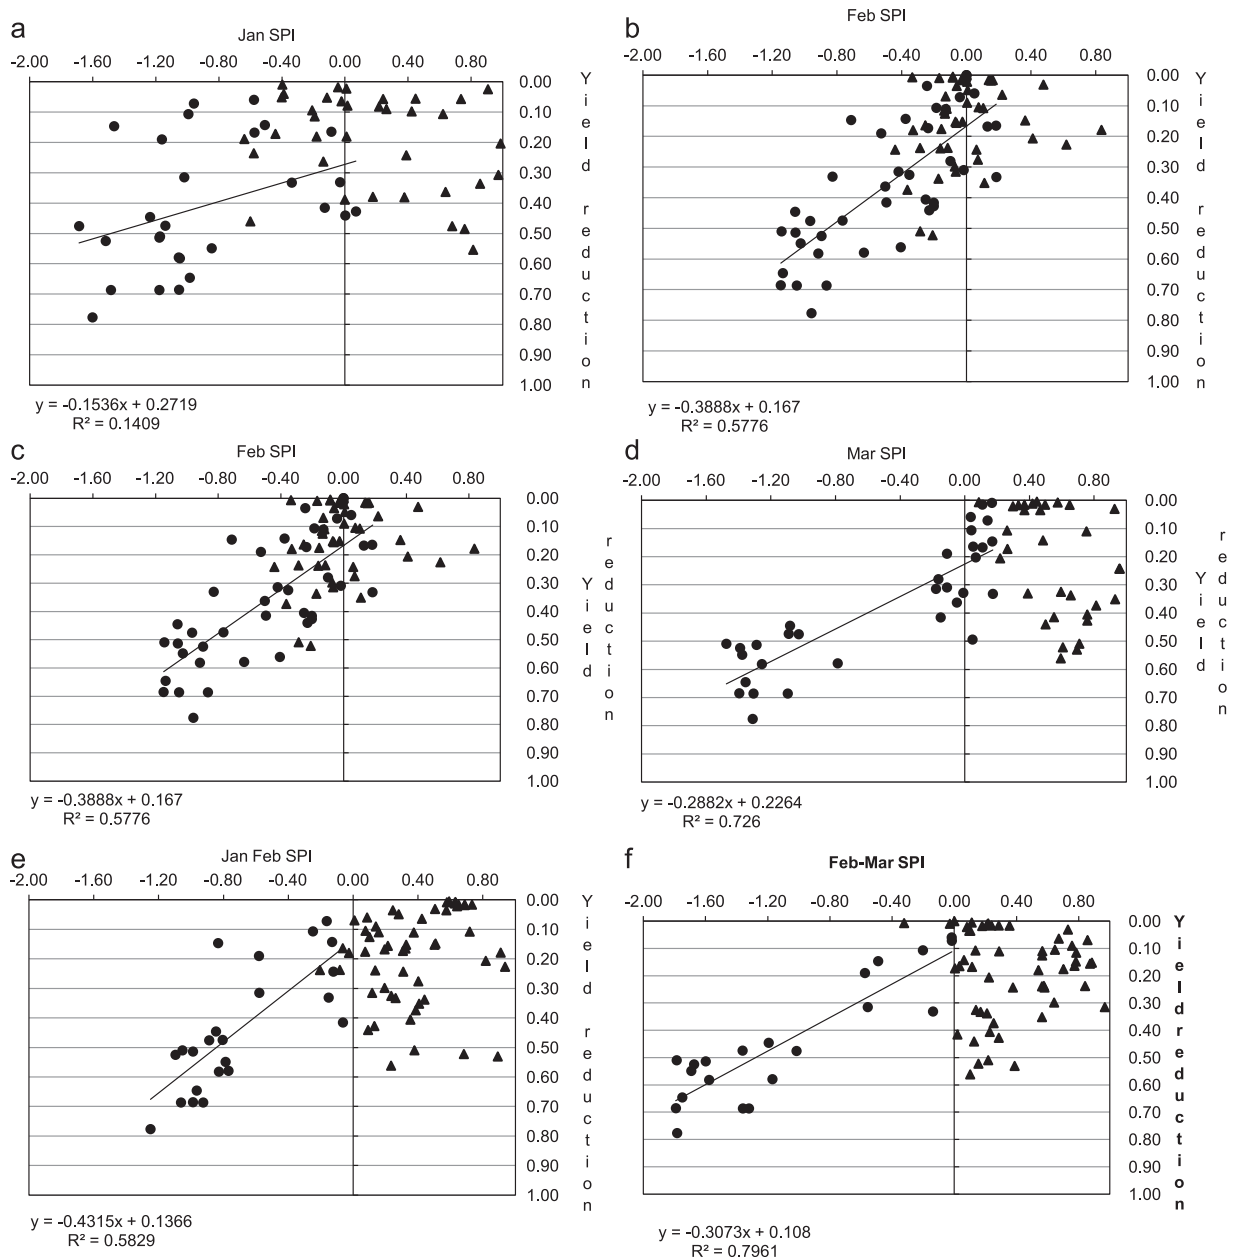 a
Jan SPI
-2.00 -1.60 -1.20 -0.80 -0.40 0.00 0.40 0.80
0.00
0.10
0.20
0.30
0.40
0.50
0.60
0.70
0.80
0.90
1.00
Yield reduction
y = -0.1536x + 0.2719
R² = 0.1409
b
Feb SPI
-2.00 -1.60 -1.20 -0.80 -0.40 0.00 0.40 0.80
0.00
0.10
0.20
0.30
0.40
0.50
0.60
0.70
0.80
0.90
1.00
Yield reduction
y = -0.3888x + 0.167
R² = 0.5776
c
Feb SPI
-2.00 -1.60 -1.20 -0.80 -0.40 0.00 0.40 0.80
0.00
0.10
0.20
0.30
0.40
0.50
0.60
0.70
0.80
0.90
1.00
Yield
reduction
y = -0.3888x + 0.167
R² = 0.5776
d
Mar SPI
-2.00 -1.60 -1.20 -0.80 -0.40 0.00 0.40 0.80
0.00
0.10
0.20
0.30
0.40
0.50
0.60
0.70
0.80
0.90
1.00
Yield
reduction
y = -0.2882x + 0.2264
R² = 0.726
e
Jan Feb SPI
-2.00 -1.60 -1.20 -0.80 -0.40 0.00 0.40 0.80
0.00
0.10
0.20
0.30
0.40
0.50
0.60
0.70
0.80
0.90
1.00
Yield reduction
y = -0.4315x + 0.1366
R² = 0.5829
f
Feb-Mar SPI
-2.00 -1.60 -1.20 -0.80 -0.40 0.00 0.40 0.80
0.00
0.10
0.20
0.30
0.40
0.50
0.60
0.70
0.80
0.90
1.00
Yield reduction
y = -0.3073x + 0.108
R² = 0.7961